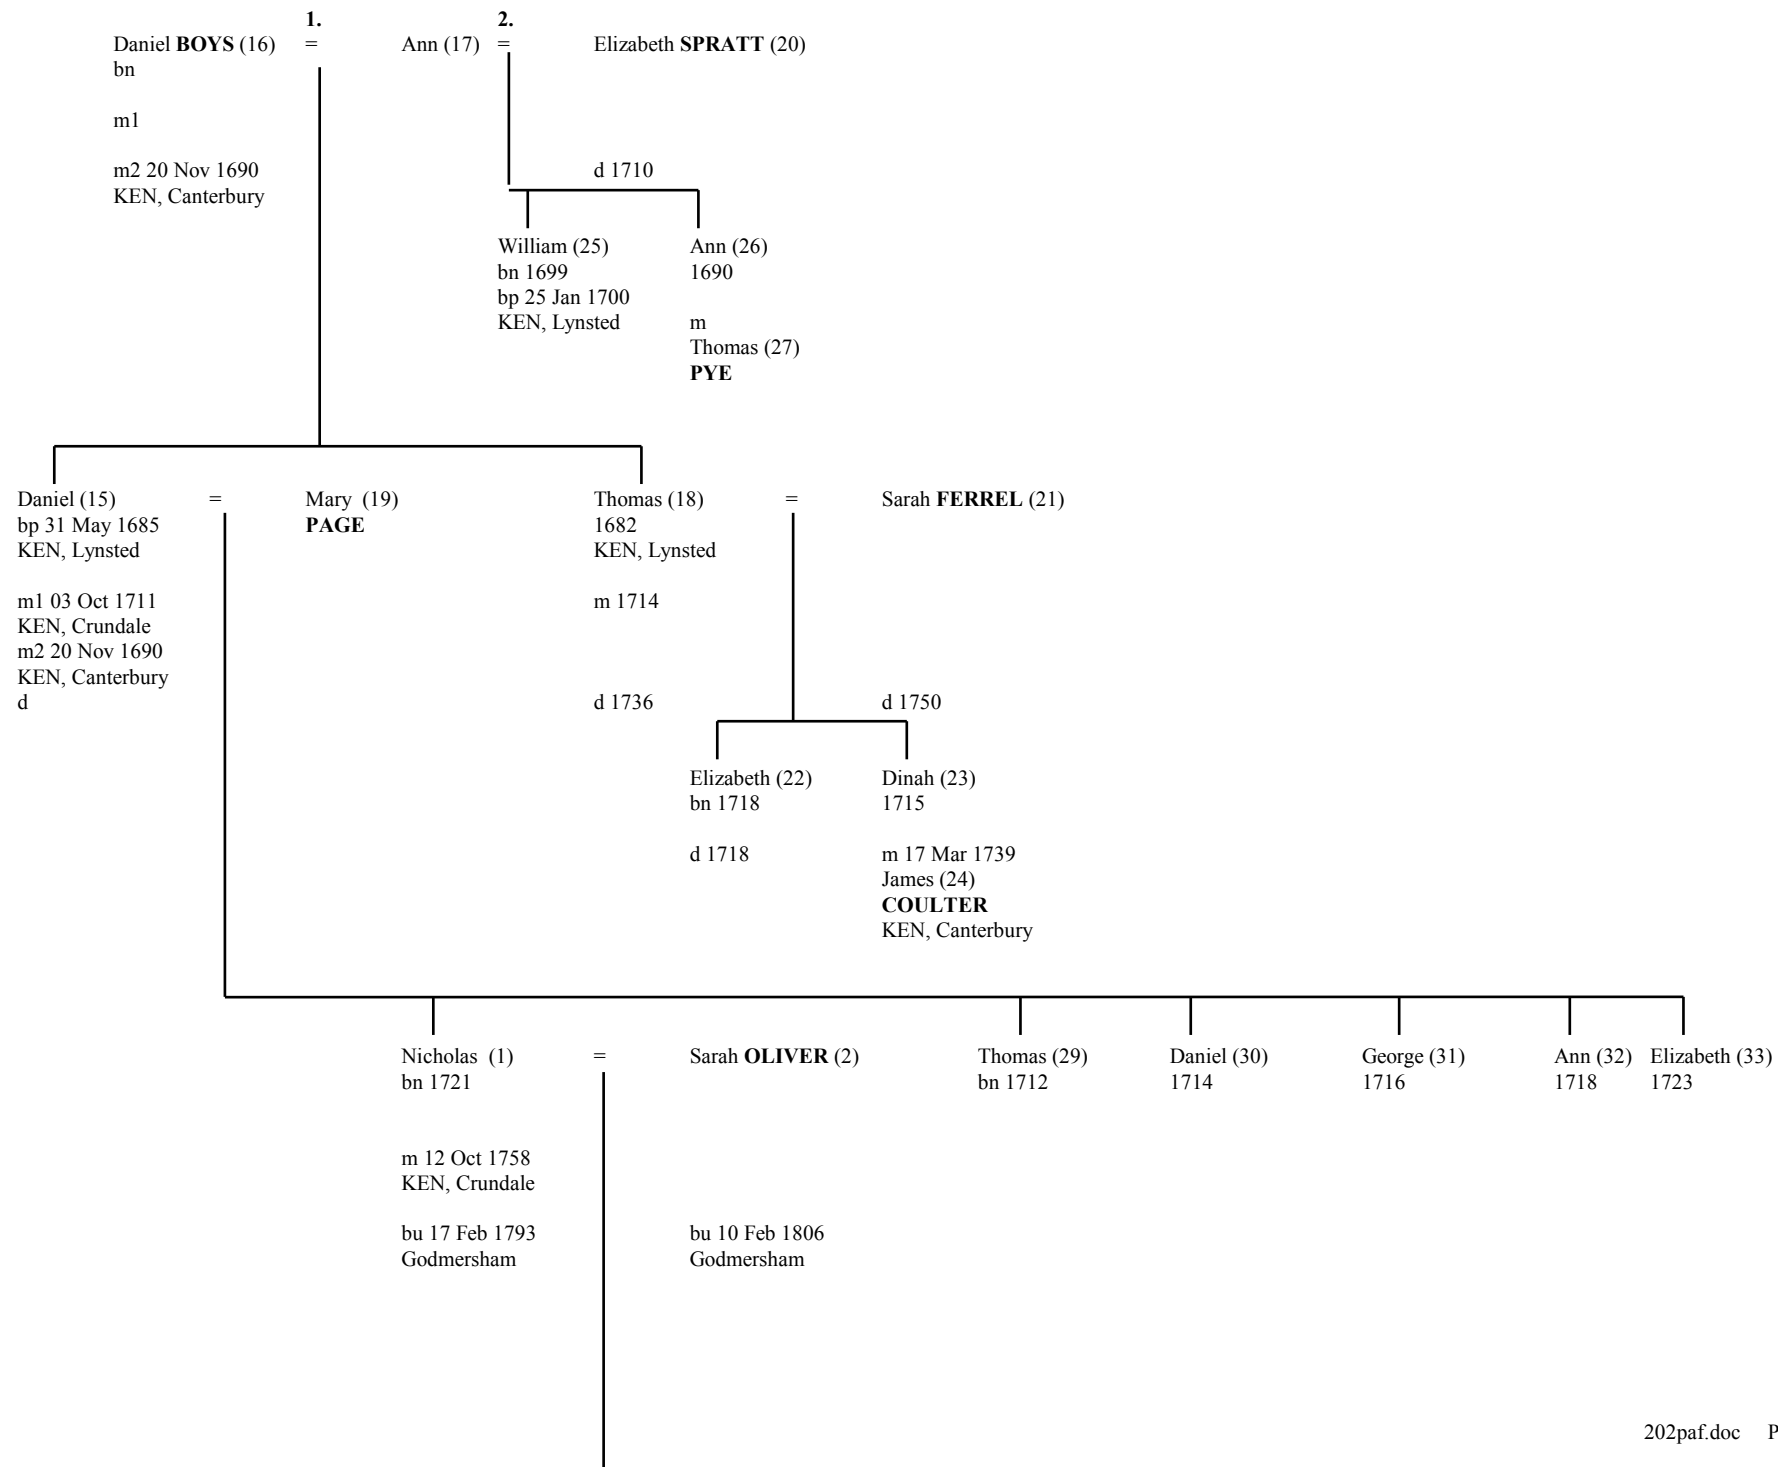 1. 2.
Daniel BOYS (16) = Ann (17) = Elizabeth SPRATT (20)
bn
m1
m2 20 Nov 1690 d 1710
KEN, Canterbury
William (25) Ann (26)
bn 1699 1690
bp 25 Jan 1700
KEN, Lynsted m
Thomas (27)
PYE
Daniel (15) = Mary (19) Thomas (18) = Sarah FERREL (21)
bp 31 May 1685 PAGE 1682
KEN, Lynsted KEN, Lynsted
m1 03 Oct 1711 m 1714
KEN, Crundale
m2 20 Nov 1690
KEN, Canterbury
d d 1736 d 1750
Elizabeth (22) Dinah (23)
bn 1718 1715
d 1718 m 17 Mar 1739
James (24)
COULTER
KEN, Canterbury
Nicholas (1) = Sarah OLIVER (2) Thomas (29) Daniel (30) George (31) Ann (32) Elizabeth (33)
bn 1721 bn 1712 1714 1716 1718 1723
m 12 Oct 1758
KEN, Crundale
bu 17 Feb 1793 bu 10 Feb 1806
Godmersham Godmersham
202paf.doc P